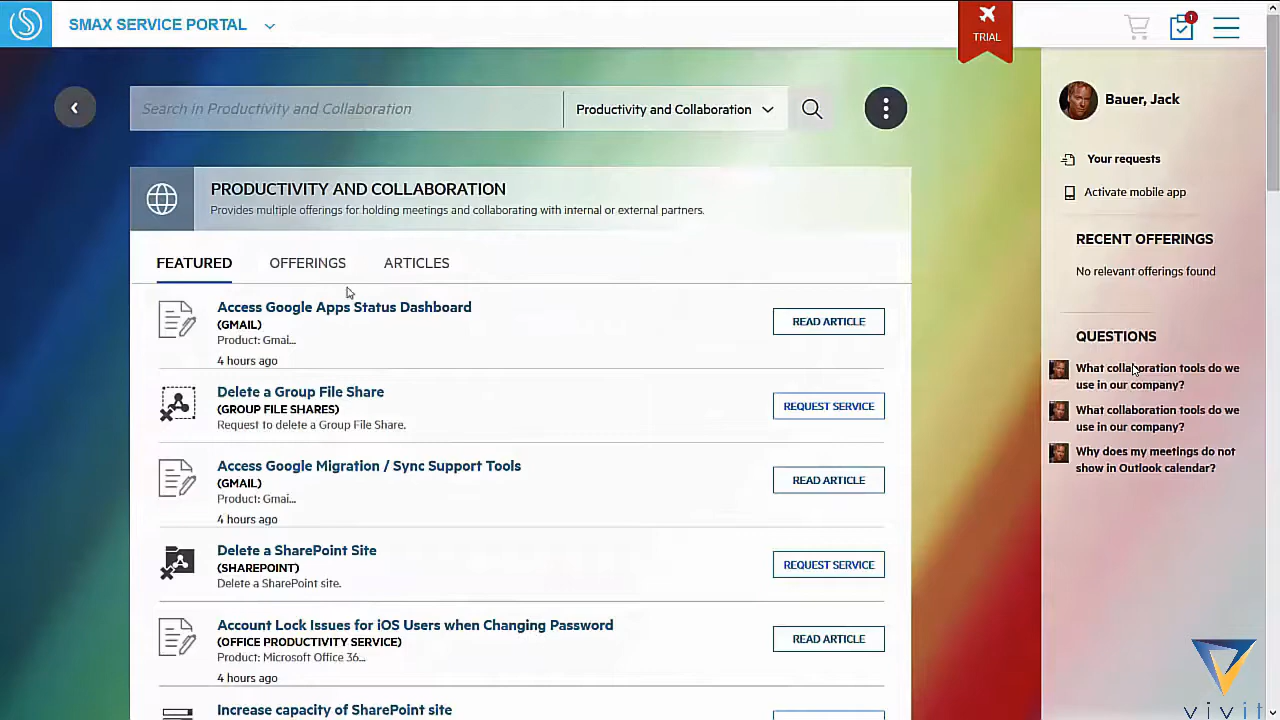 SMAX SERVICE PORTAL
TRIAL
1
Search in Productivity and Collaboration
Productivity and Collaboration
Bauer, Jack
Your requests
Activate mobile app
RECENT OFFERINGS
No relevant offerings found
QUESTIONS
What collaboration tools do we
use in our company?
What collaboration tools do we
use in our company?
Why does my meetings do not
show in Outlook calendar?
PRODUCTIVITY AND COLLABORATION
Provides multiple offerings for holding meetings and collaborating with internal or external partners.
FEATURED
OFFERINGS
ARTICLES
Access Google Apps Status Dashboard
(GMAIL)
Product: Gmai...
4 hours ago
READ ARTICLE
Delete a Group File Share
(GROUP FILE SHARES)
Request to delete a Group File Share.
REQUEST SERVICE
Access Google Migration / Sync Support Tools
(GMAIL)
Product: Gmai...
4 hours ago
READ ARTICLE
Delete a SharePoint Site
(SHAREPOINT)
Delete a SharePoint site.
REQUEST SERVICE
Account Lock Issues for iOS Users when Changing Password
(OFFICE PRODUCTIVITY SERVICE)
Product: Microsoft Office 36...
4 hours ago
READ ARTICLE
Increase capacity of SharePoint site
vivit